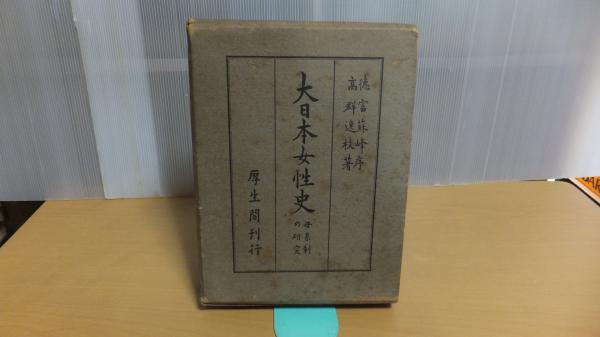 徳富蘇峰序
高群逸枝著
大日本女性史
母系制
の研究
厚生閣刊行